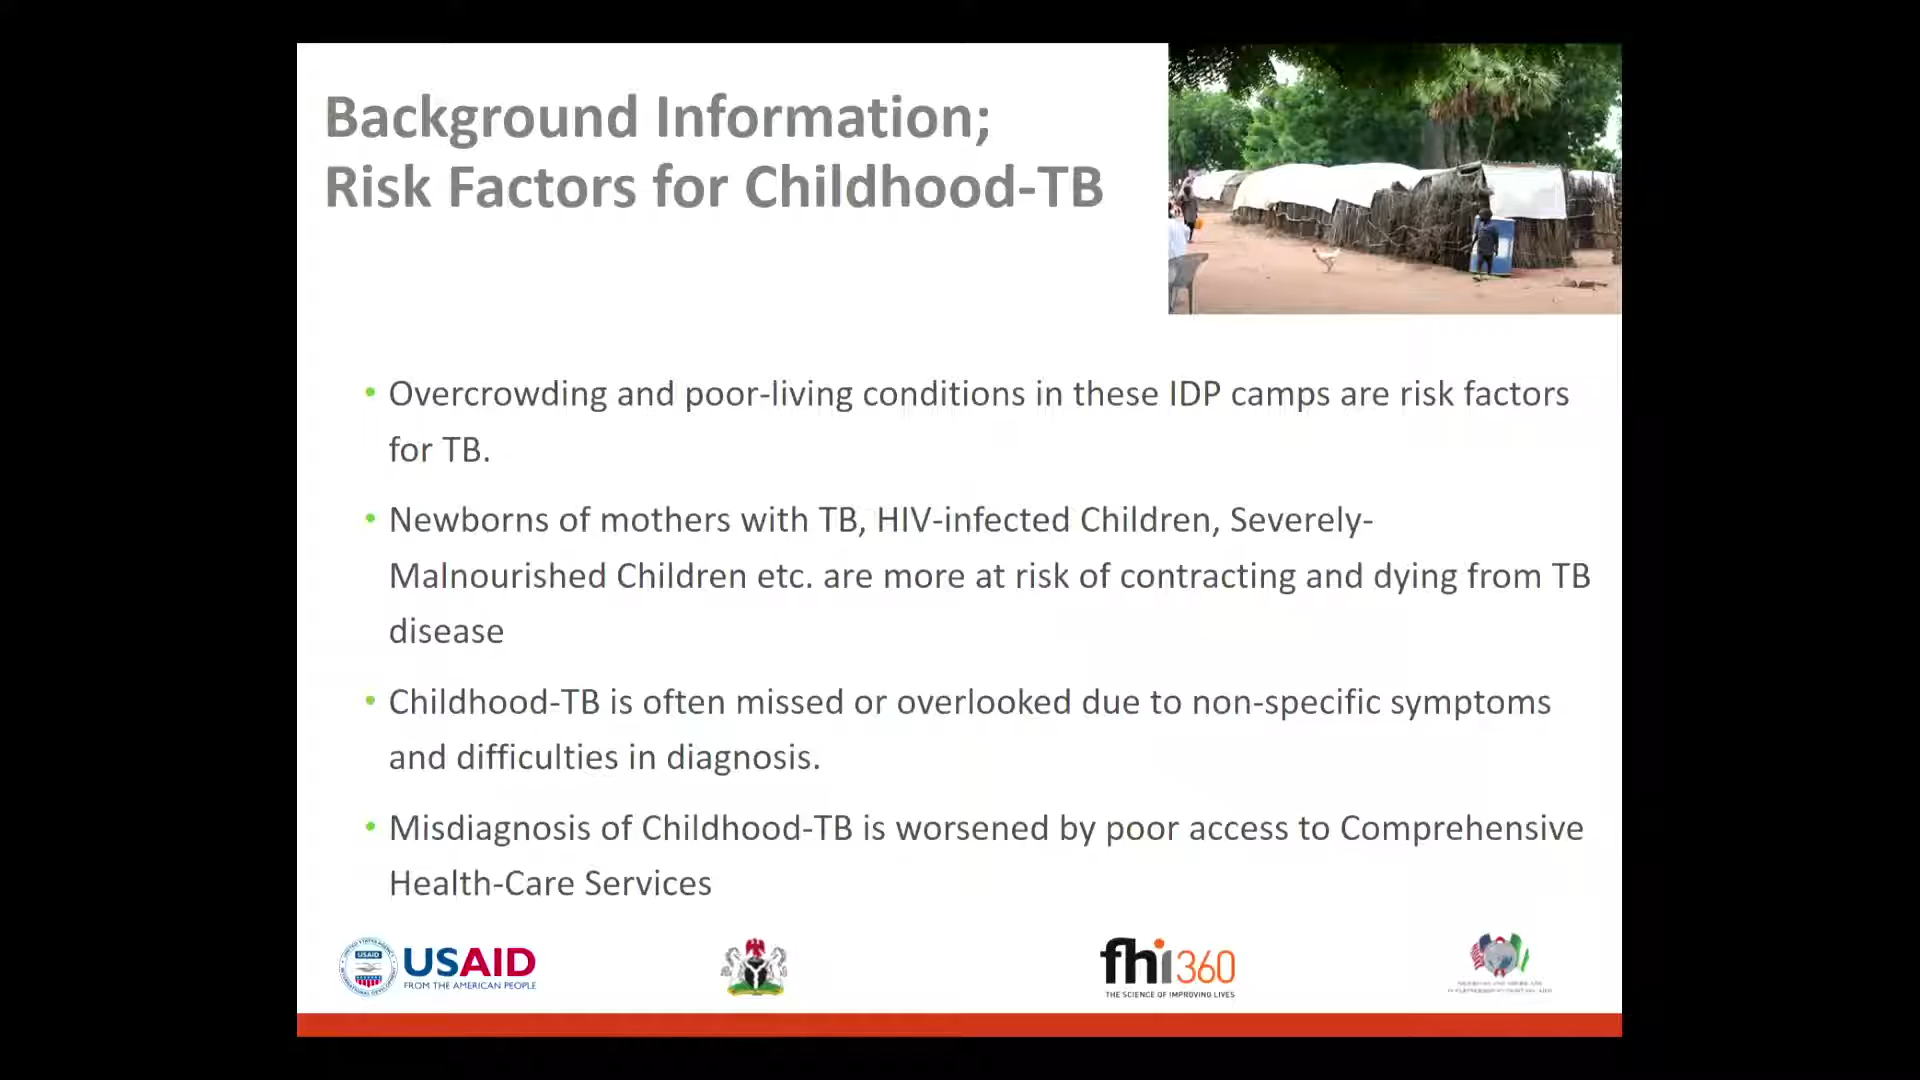 Background Information;
Risk Factors for Childhood-TB
• Overcrowding and poor-living conditions in these IDP camps are risk factors
for TB.
• Newborns of mothers with TB, HIV-infected Children, Severely-
Malnourished Children etc. are more at risk of contracting and dying from TB
disease
• Childhood-TB is often missed or overlooked due to non-specific symptoms
and difficulties in diagnosis.
• Misdiagnosis of Childhood-TB is worsened by poor access to Comprehensive
Health-Care Services
USAID
USAID
FROM THE AMERICAN PEOPLE
fhi360
THE SCIENCE OF IMPROVING LIVES